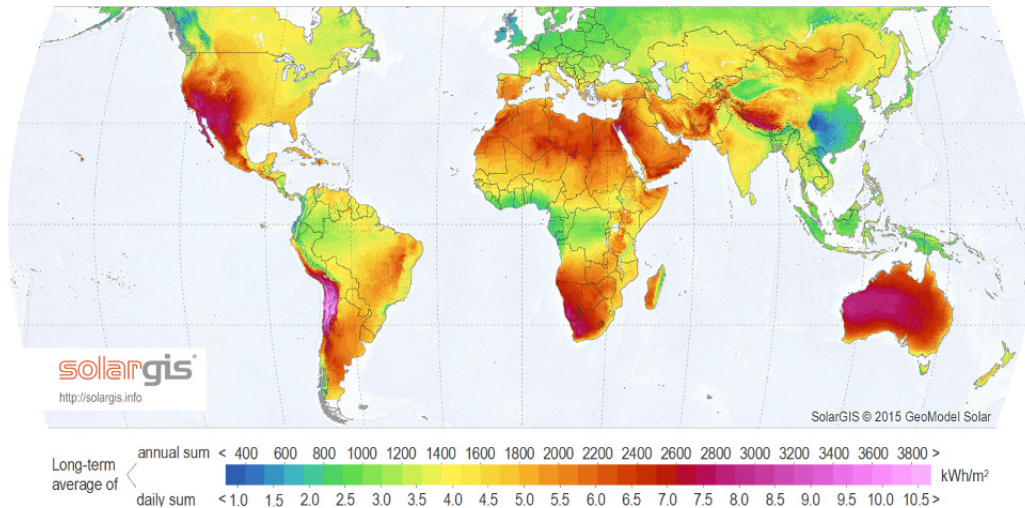 solargis®
http://solargis.info
SolarGIS © 2015 GeoModel Solar
Long-term average of
annual sum < 400 600 800 1000 1200 1400 1600 1800 2000 2200 2400 2600 2800 3000 3200 3400 3600 3800 > kWh/m²
daily sum < 1.0 1.5 2.0 2.5 3.0 3.5 4.0 4.5 5.0 5.5 6.0 6.5 7.0 7.5 8.0 8.5 9.0 9.5 10.0 10.5 >